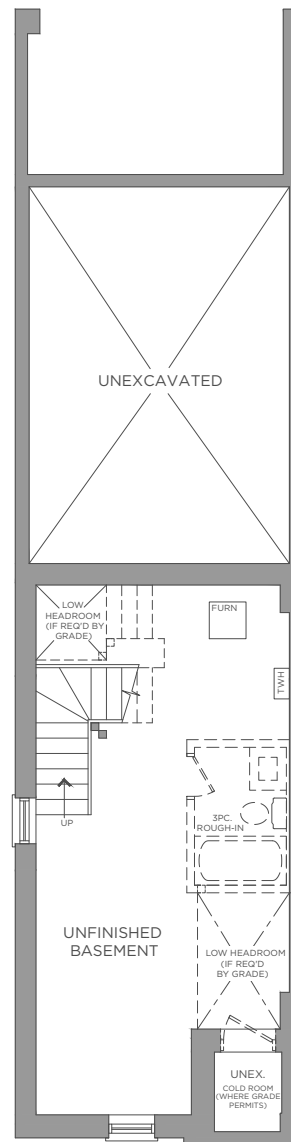 UNEXCAVATED
LOW
HEADROOM
(IF REQ'D BY
GRADE)
FURN
TWH
3PC.
ROUGH-IN
UP
UNFINISHED
BASEMENT
LOW HEADROOM
(IF REQ'D
BY GRADE)
UNEX.
COLD ROOM
(WHERE GRADE
PERMITS)